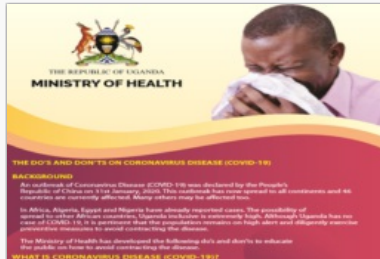 THE REPUBLIC OF UGANDA
MINISTRY OF HEALTH
THE DO'S AND DON'TS ON CORONAVIRUS DISEASE (COVID-19)
BACKGROUND
An outbreak of Coronavirus Disease (COVID-19) was declared by the People's
Republic of China on 31st January, 2020. This outbreak has now spread to all continents and 46
countries are currently affected. Many others may be affected too.
In Africa, Algeria, Egypt and Nigeria have already reported cases. The possibility of
spread to other African countries, Uganda inclusive is extremely high. Although Uganda has no
case of COVID-19, it is pertinent that the population remains on high alert and diligently exercise
preventive measures to avoid contracting the disease.
The Ministry of Health has developed the following do's and don'ts to educate
the public on how to avoid contracting the disease.
WHAT IS CORONAVIRUS DISEASE (COVID-19)?